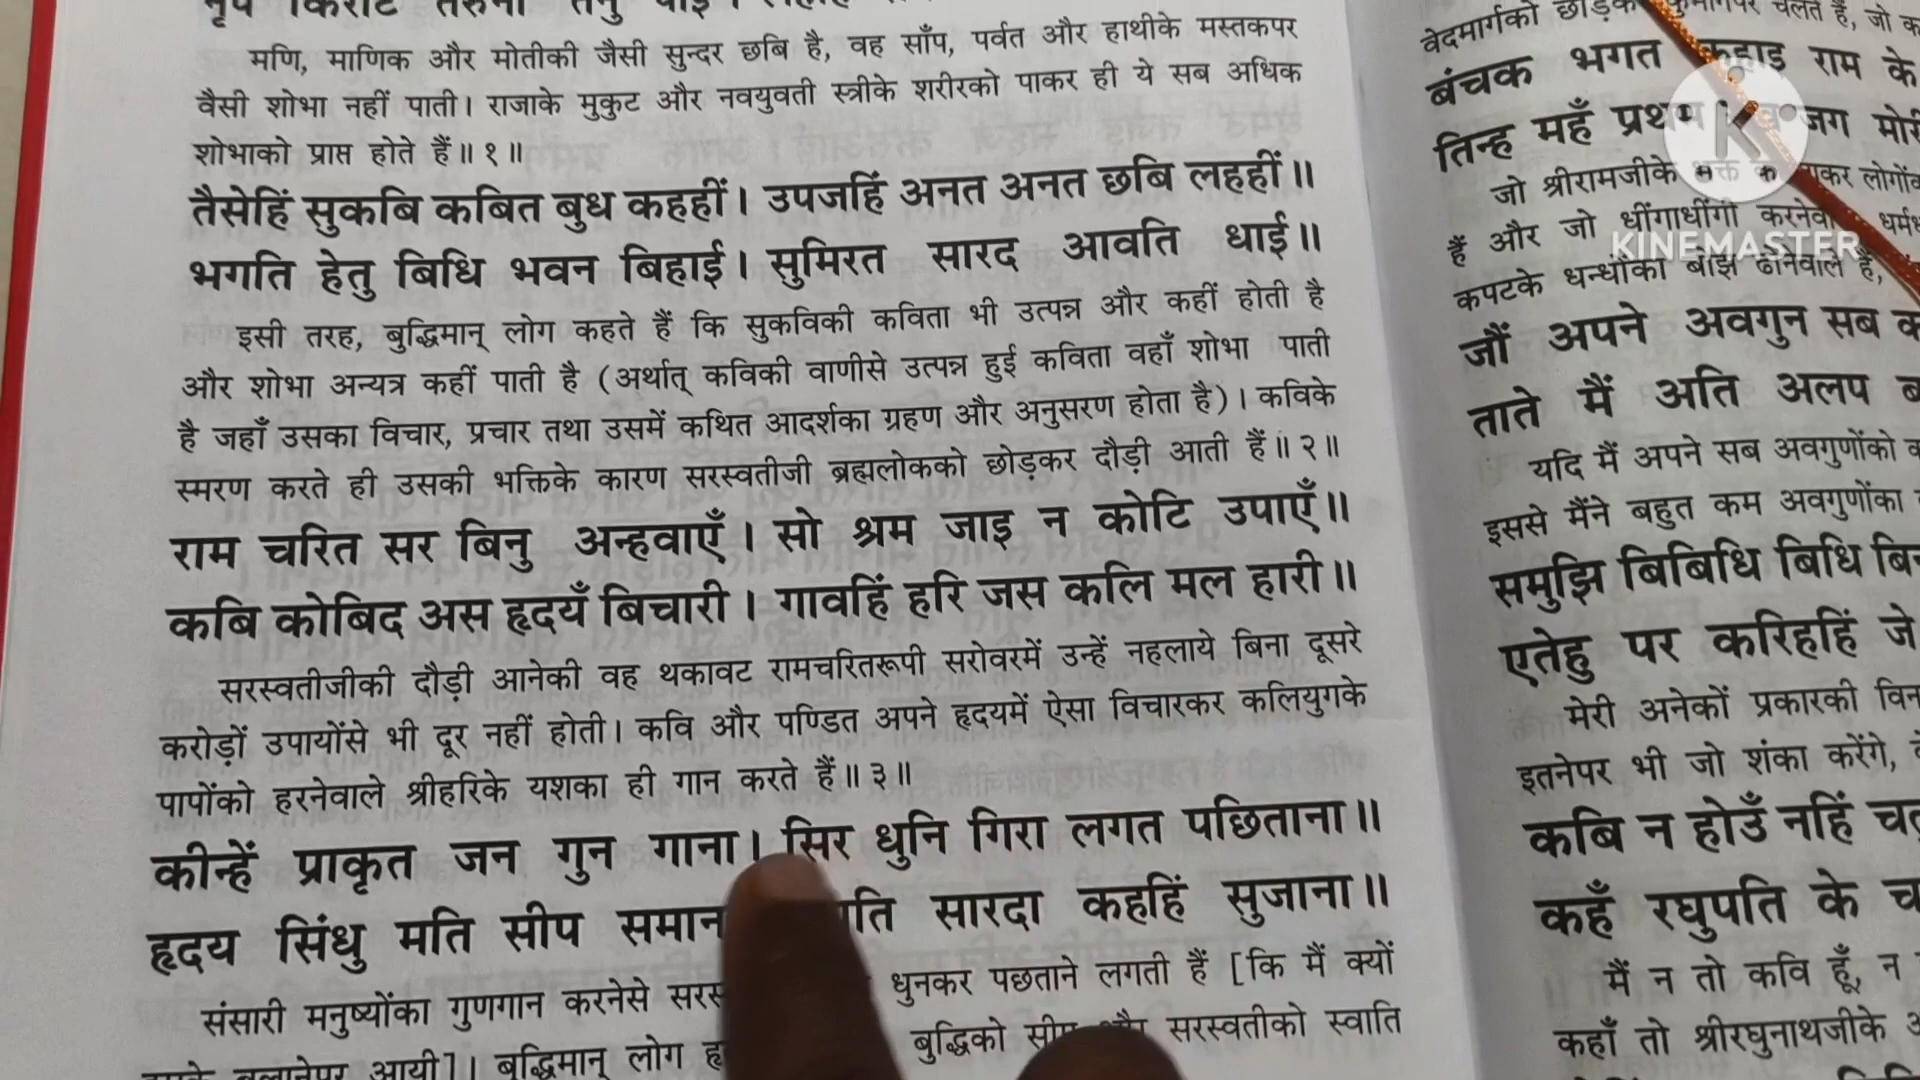 मणि, माणिक और मोतीकी जैसी सुन्दर छबि है, वह साँप, पर्वत और हाथीके मस्तकपर
वैसी शोभा नहीं पाती। राजाके मुकुट और नवयुवती स्त्रीके शरीरको पाकर ही ये सब अधिक
शोभाको प्राप्त होते हैं॥ १॥
तैसेहिं सुकबि कबित बुध कहहीं। उपजहिं अनत अनत छबि लहहीं॥
भगति हेतु बिधि भवन बिहाई। सुमिरत सारद आवति धाई॥
इसी तरह, बुद्धिमान् लोग कहते हैं कि सुकविकी कविता भी उत्पन्न और कहीं होती है
और शोभा अन्यत्र कहीं पाती है (अर्थात् कविकी वाणीसे उत्पन्न हुई कविता वहाँ शोभा पाती
है जहाँ उसका विचार, प्रचार तथा उसमें कथित आदर्शका ग्रहण और अनुसरण होता है)। कविके
स्मरण करते ही उसकी भक्तिके कारण सरस्वतीजी ब्रह्मलोकको छोड़कर दौड़ी आती हैं॥ २॥
राम चरित सर बिनु अन्हवाएँ। सो श्रम जाइ न कोटि उपाएँ॥
कबि कोबिद अस हृदयँ बिचारी। गावहिं हरि जस कलि मल हारी॥
सरस्वतीजीकी दौड़ी आनेकी वह थकावट रामचरितरूपी सरोवरमें उन्हें नहलाये बिना दूसरे
करोड़ों उपायोंसे भी दूर नहीं होती। कवि और पण्डित अपने हृदयमें ऐसा विचारकर कलियुगके
पापोंको हरनेवाले श्रीहरिके यशका ही गान करते हैं॥ ३॥
कीन्हें प्राकृत जन गुन गाना। सिर धुनि गिरा लगत पछिताना॥
हृदय सिंधु मति सीप समान सारदा कहहिं सुजाना॥
संसारी मनुष्योंका गुणगान करनेसे धुनकर पछताने लगती हैं [कि मैं क्यों
आयी]। बुद्धिमान् लोग बुद्धिको सरस्वतीको स्वाति
वेदमार्गको चलते हैं, जो
बंचक भगत कहाइ राम के
तिन्ह महँ प्रथम जग
जो श्रीरामजीके
हैं और जो धींगाधींगी
KINEMASTER
कपटके धन्धोंका बोझ ढोनेवाले हैं,
जौं अपने अवगुन सब
ताते मैं अति अलप
यदि मैं अपने सब अवगुणोंको
इससे मैंने बहुत कम अवगुणोंका
समुझि बिबिधि बिधि
एतेहु पर करिहहिं जे
मेरी अनेकों प्रकारकी
इतनेपर भी जो शंका करेंगे,
कबि न होउँ नहिं
कहँ रघुपति के
मैं न तो कवि हूँ, न
कहाँ तो श्रीरघुनाथजीके